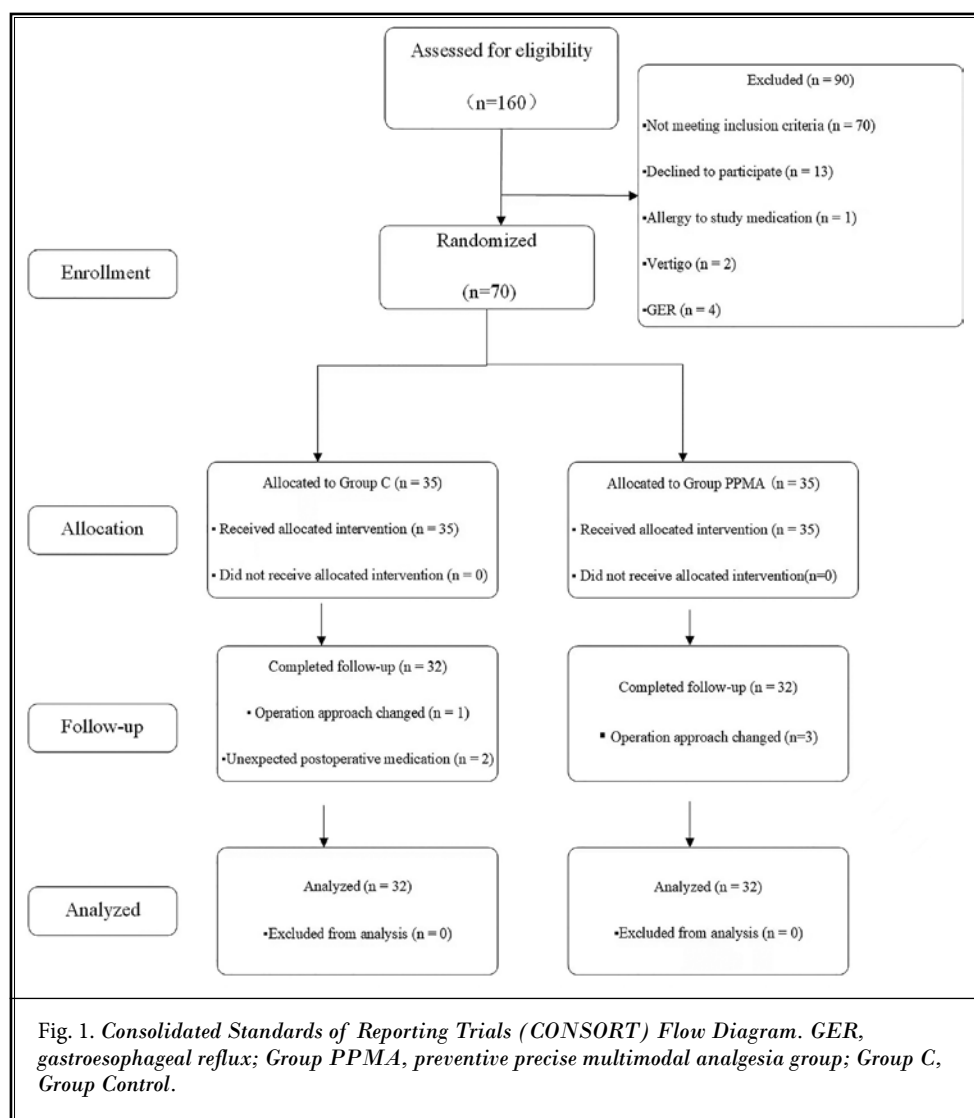 Assessed for eligibility
（n=160）
Excluded (n = 90)
▪Not meeting inclusion criteria (n = 70)
▪Declined to participate (n = 13)
▪Allergy to study medication (n = 1)
▪Vertigo (n = 2)
▪GER (n = 4)
Enrollment
Randomized
(n=70)
Allocation
Allocated to Group C (n = 35)
▪ Received allocated intervention (n = 35)
▪ Did not receive allocated intervention (n = 0)
Allocated to Group PPMA (n = 35)
▪ Received allocated intervention (n = 35)
▪ Did not receive allocated intervention(n=0)
Follow-up
Completed follow-up (n = 32)
▪ Operation approach changed (n = 1)
▪Unexpected postoperative medication (n = 2)
Completed follow-up (n = 32)
▪ Operation approach changed (n=3)
Analyzed
Analyzed (n = 32)
▪Excluded from analysis (n = 0)
Analyzed (n = 32)
▪Excluded from analysis (n = 0)
Fig. 1. Consolidated Standards of Reporting Trials (CONSORT) Flow Diagram. GER,
gastroesophageal reflux; Group PPMA, preventive precise multimodal analgesia group; Group C,
Group Control.